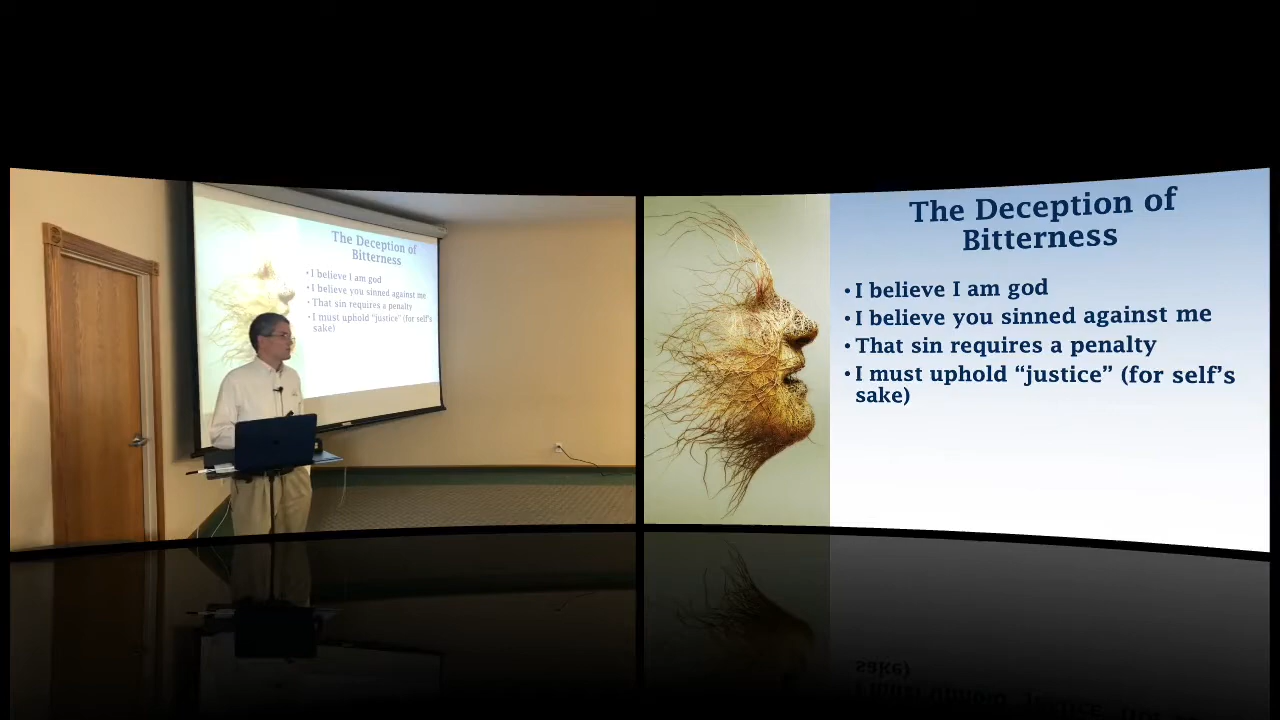 The Deception of
Bitterness
• I believe I am god
• I believe you sinned against me
• That sin requires a penalty
• I must uphold "justice" (for self's
sake)
The Deception of
Bitterness
• I believe I am god
• I believe you sinned against me
• That sin requires a penalty
• I must uphold “justice” (for self’s
sake)